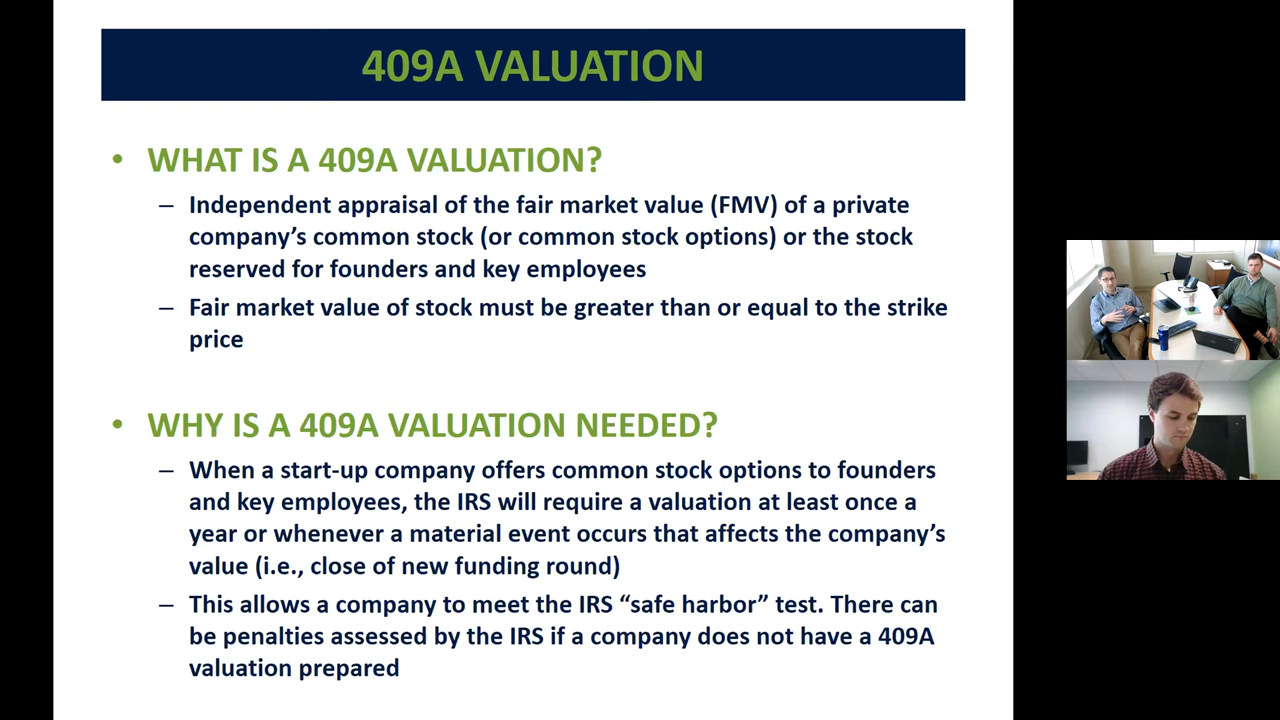 409A VALUATION
• WHAT IS A 409A VALUATION?
– Independent appraisal of the fair market value (FMV) of a private
company’s common stock (or common stock options) or the stock
reserved for founders and key employees
– Fair market value of stock must be greater than or equal to the strike
price
• WHY IS A 409A VALUATION NEEDED?
– When a start-up company offers common stock options to founders
and key employees, the IRS will require a valuation at least once a
year or whenever a material event occurs that affects the company’s
value (i.e., close of new funding round)
– This allows a company to meet the IRS “safe harbor” test. There can
be penalties assessed by the IRS if a company does not have a 409A
valuation prepared